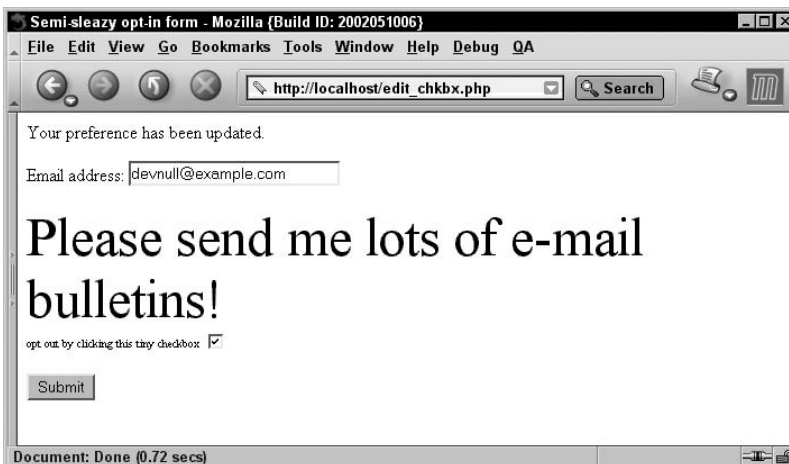 Semi-sleazy opt-in form - Mozilla {Build ID: 2002051006}
File Edit View Go Bookmarks Tools Window Help Debug QA
http://localhost/edit_chkbx.php Search
Your preference has been updated.
Email address: devnull@example.com
Please send me lots of e-mail
bulletins!
opt out by clicking this tiny checkbox
Submit
Document: Done (0.72 secs)